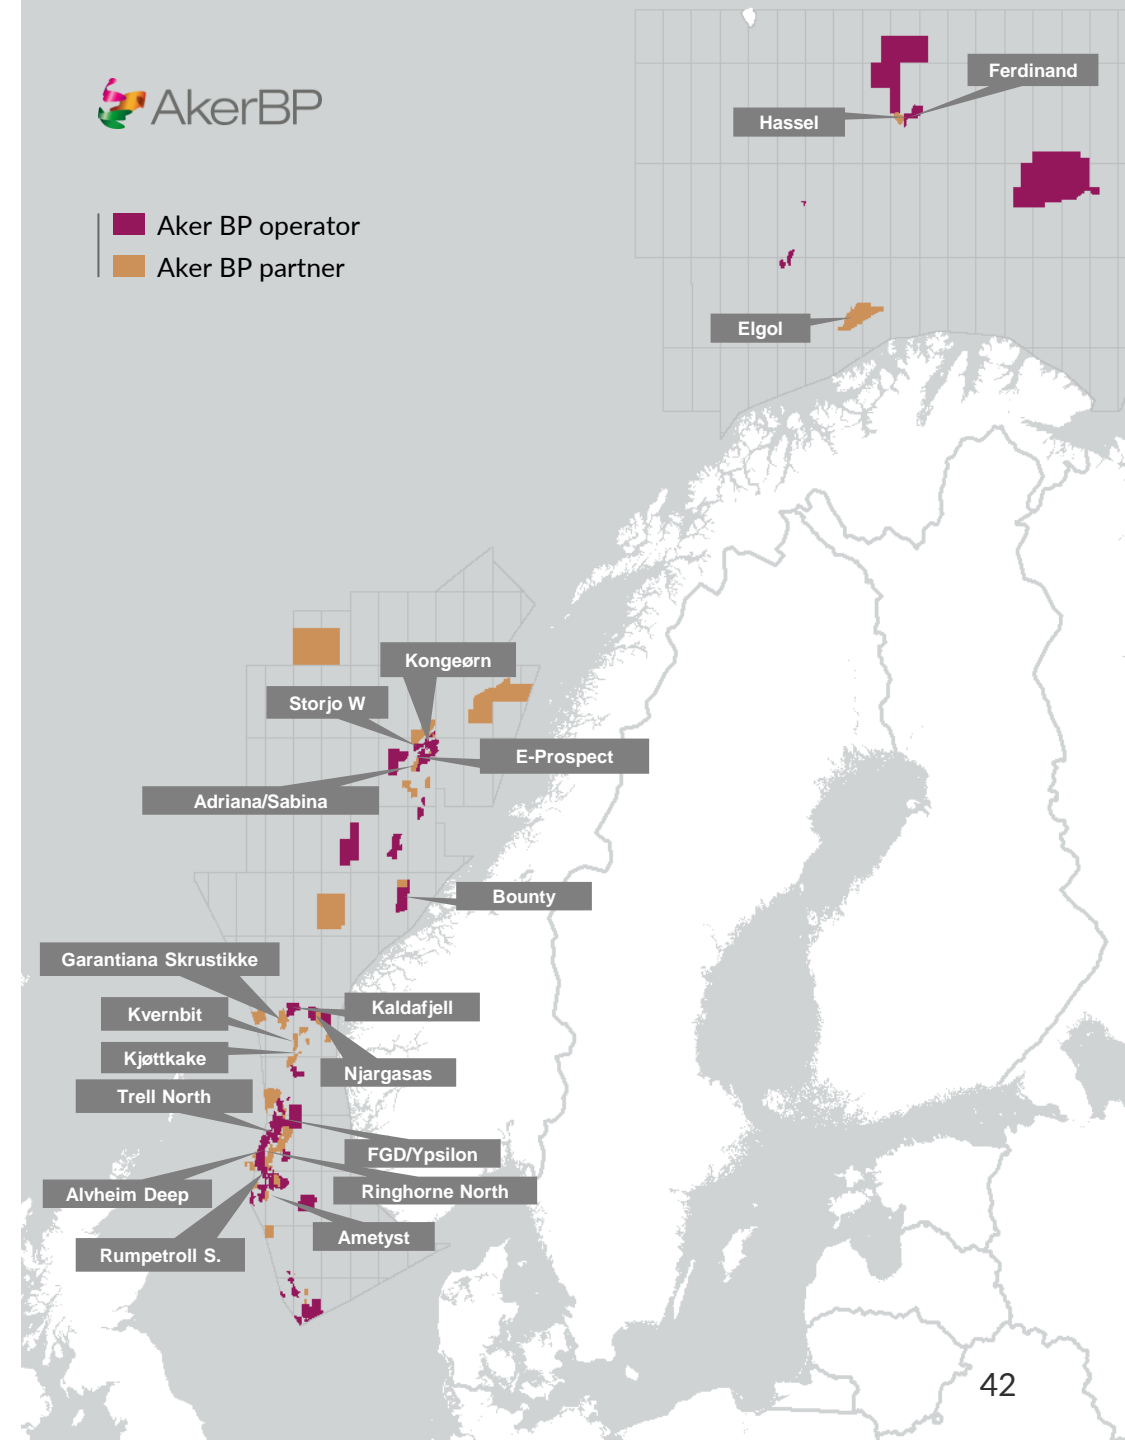 AkerBP
Aker BP operator
Aker BP partner
Ferdinand
Hassel
Elgol
Kongeørn
Storjo W
E-Prospect
Adriana/Sabina
Bounty
Garantiana Skrustikke
Kaldafjell
Kvernbit
Kjøttkake
Njargasas
Trell North
FGD/Ypsilon
Alvheim Deep
Ringhorne North
Ametyst
Rumpetroll S.
42